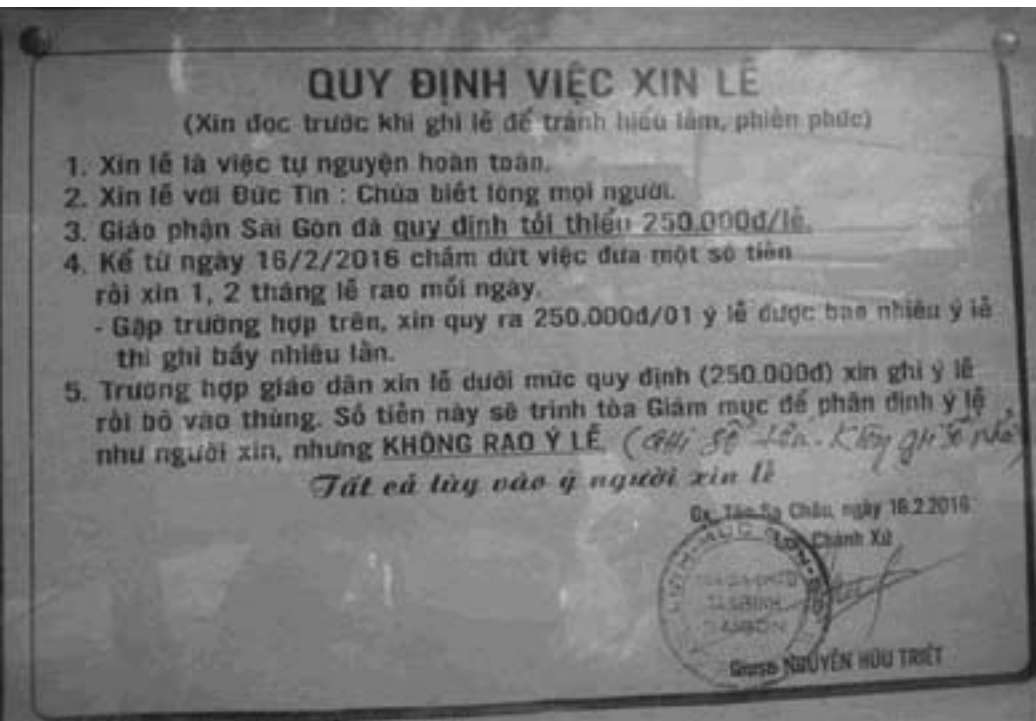 QUY ĐỊNH VIỆC XIN LỄ
(Xin đọc trước khi ghi lễ để tránh hiểu lầm, phiền phức)
1. Xin lễ là việc tự nguyện hoàn toàn.
2. Xin lễ với Đức Tin : Chúa biết lòng mọi người.
3. Giáo phận Sài Gòn đã quy định tối thiểu 250.000đ/lễ.
4. Kể từ ngày 16/2/2016 chấm dứt việc đưa một số tiền
rồi xin 1, 2 tháng lễ rao mỗi ngày.
- Gặp trường hợp trên, xin quy ra 250.000đ/01 ý lễ được bao nhiêu ý lễ
thì ghi bấy nhiêu lần.
5. Trường hợp giáo dân xin lễ dưới mức quy định (250.000đ) xin ghi ý lễ
rồi bỏ vào thùng. Số tiền này sẽ trình tòa Giám mục để phân định ý lễ
như người xin, nhưng KHÔNG RAO Ý LỄ. (Ghi sổ lớn. Không ghi sổ nhỏ)
Tất cả tùy vào ý người xin lễ
Gx. Tân Sa Châu, ngày 16.2.2016
Chánh Xứ
Giuse NGUYỄN HỮU TRIẾT